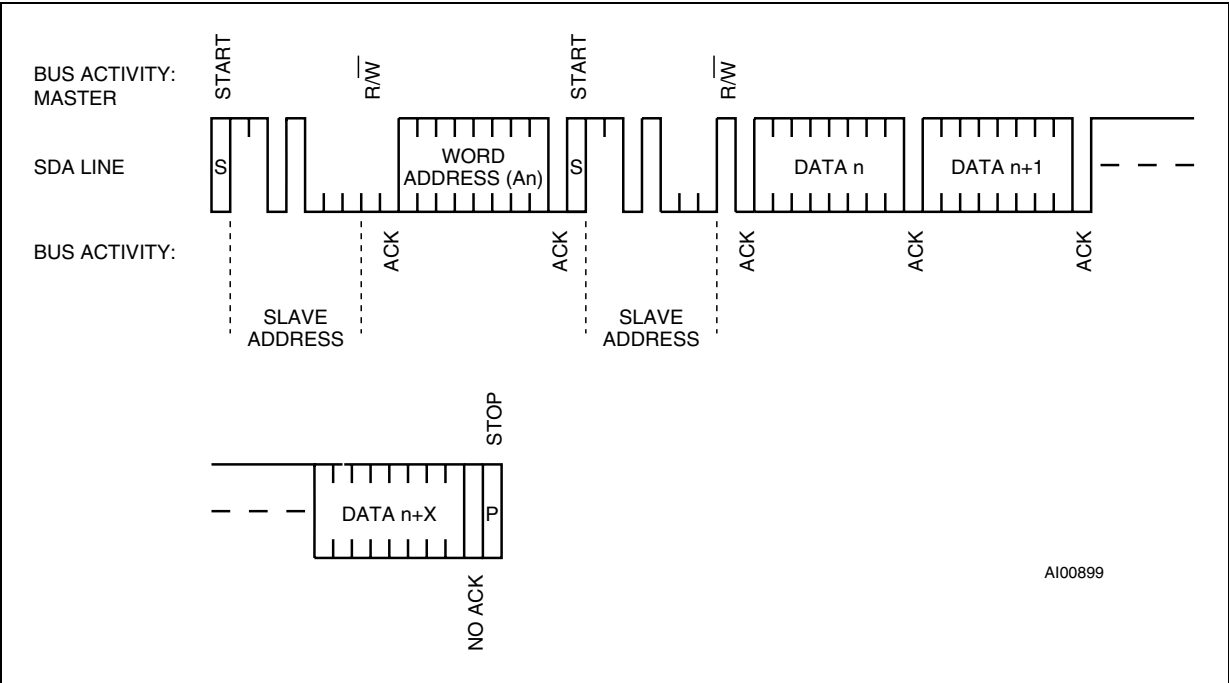 BUS ACTIVITY:
MASTER
START
R/W
START
R/W
SDA LINE
S
WORD
ADDRESS (An)
S
DATA n
DATA n+1
BUS ACTIVITY:
ACK
ACK
ACK
ACK
ACK
SLAVE
ADDRESS
SLAVE
ADDRESS
STOP
DATA n+X
P
NO ACK
AI00899